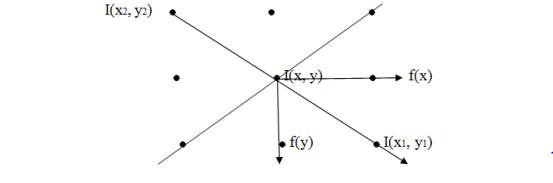 I(x2, y2)
I(x, y)
f(x)
f(y)
I(x1, y1)